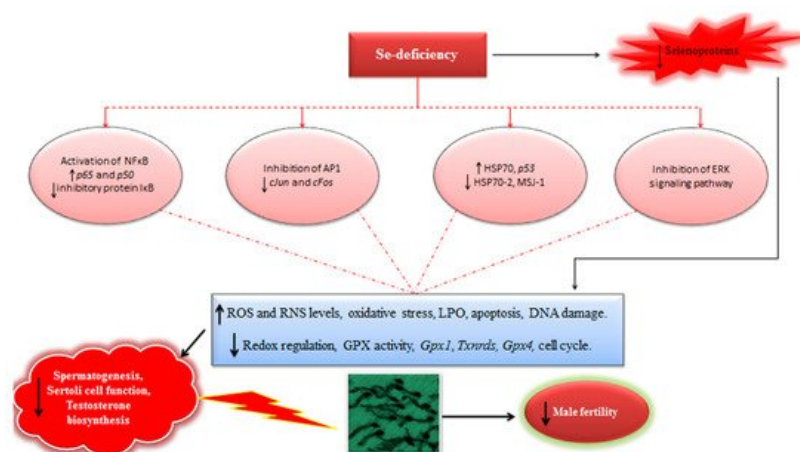 Se-deficiency
↓ Selenoproteins
Activation of NFκB
↑ p65 and p50
↓ inhibitory protein IκB
Inhibition of AP1
↓ cJun and cFos
↑ HSP70, p53
↓ HSP70-2, MSJ-1
Inhibition of ERK
signaling pathway
↑ ROS and RNS levels, oxidative stress, LPO, apoptosis, DNA damage.
↓ Redox regulation, GPX activity, Gpx1, Txnrds, Gpx4, cell cycle.
↓ Spermatogenesis,
Sertoli cell function,
Testosterone
biosynthesis
↓ Male fertility